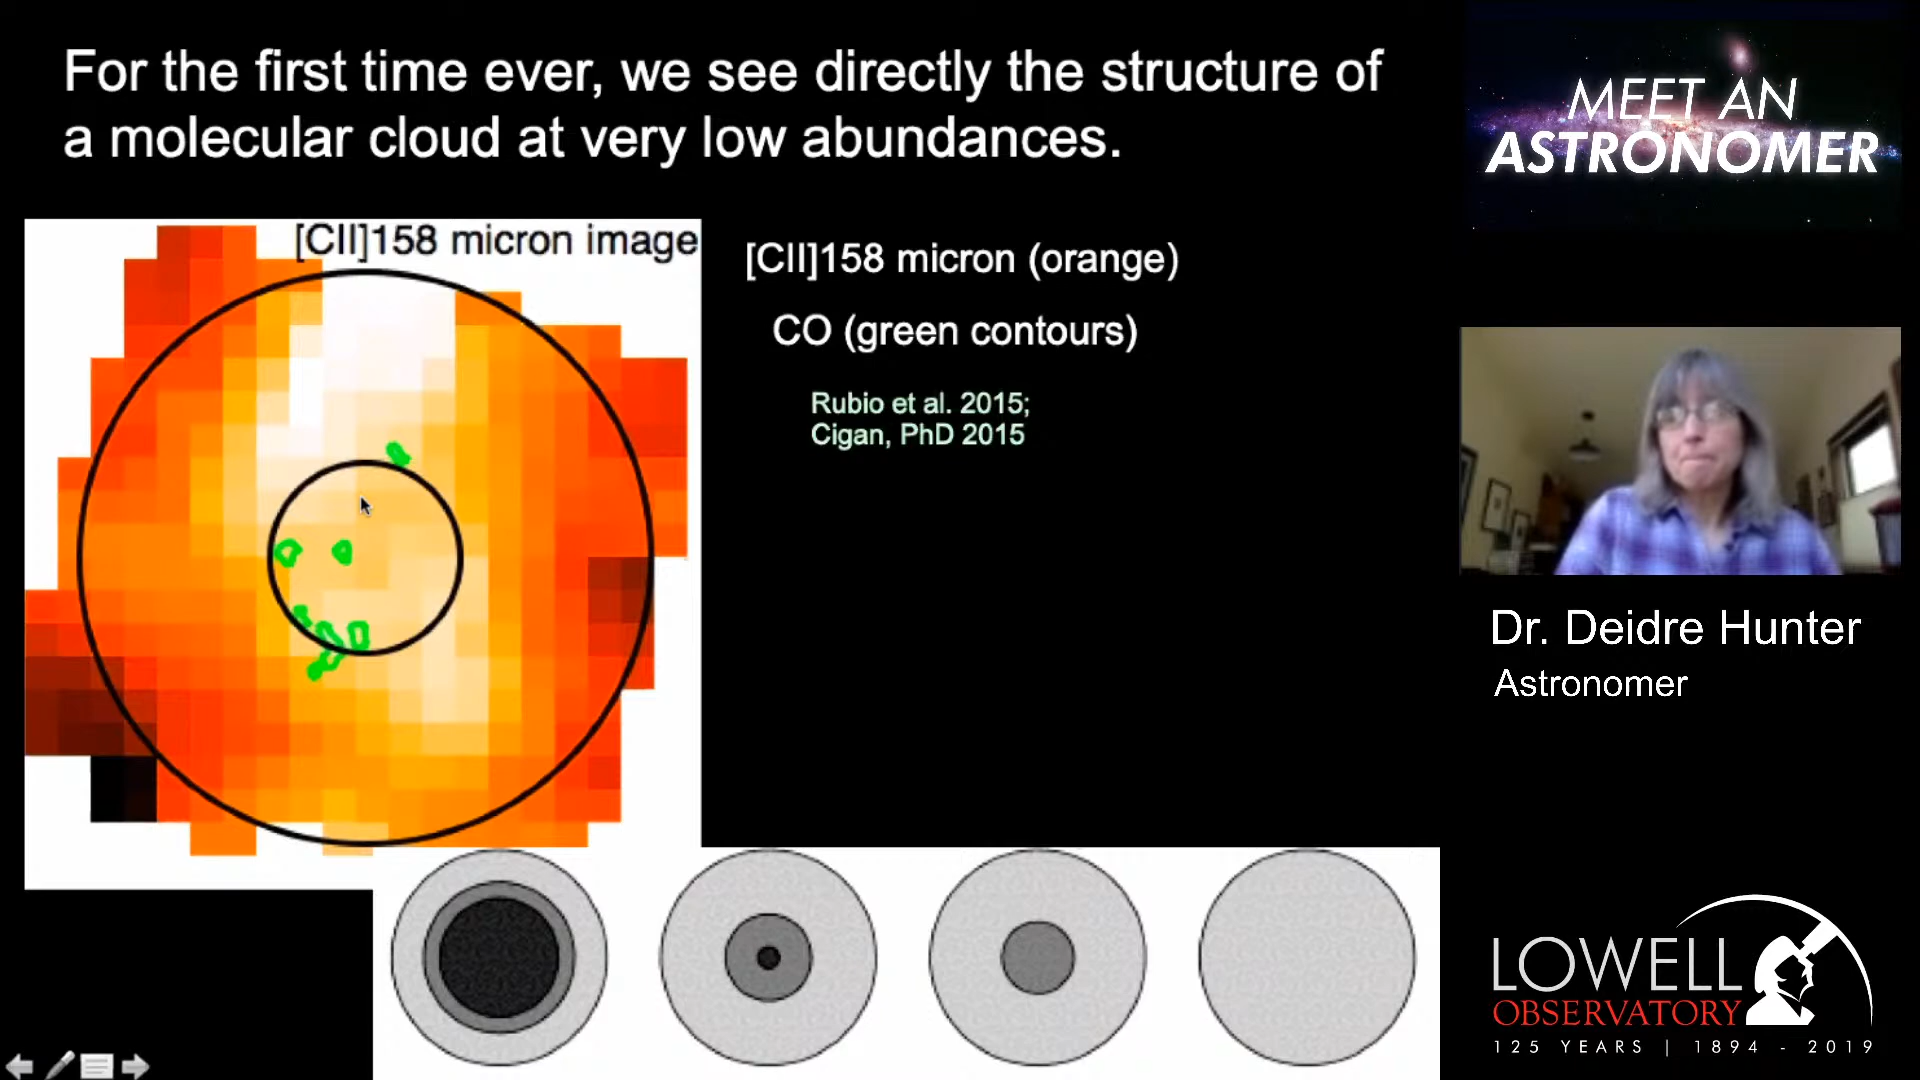 For the first time ever, we see directly the structure of
a molecular cloud at very low abundances.
[CII]158 micron image
[CII]158 micron (orange)
CO (green contours)
Rubio et al. 2015;
Cigan, PhD 2015
MEET AN
ASTRONOMER
Dr. Deidre Hunter
Astronomer
LOWELL
OBSERVATORY
125 YEARS | 1894 - 2019